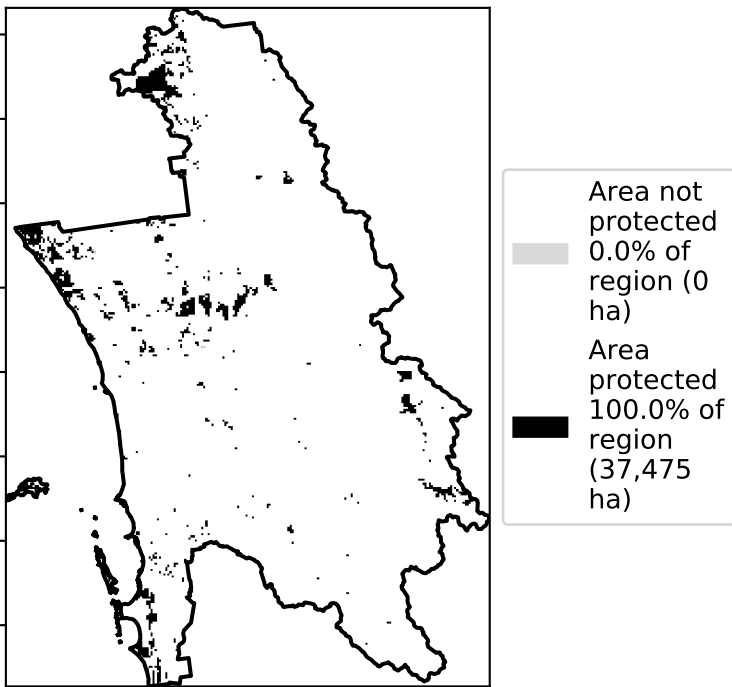 Area not
protected
0.0% of
region (0
ha)
Area
protected
100.0% of
region
(37,475
ha)